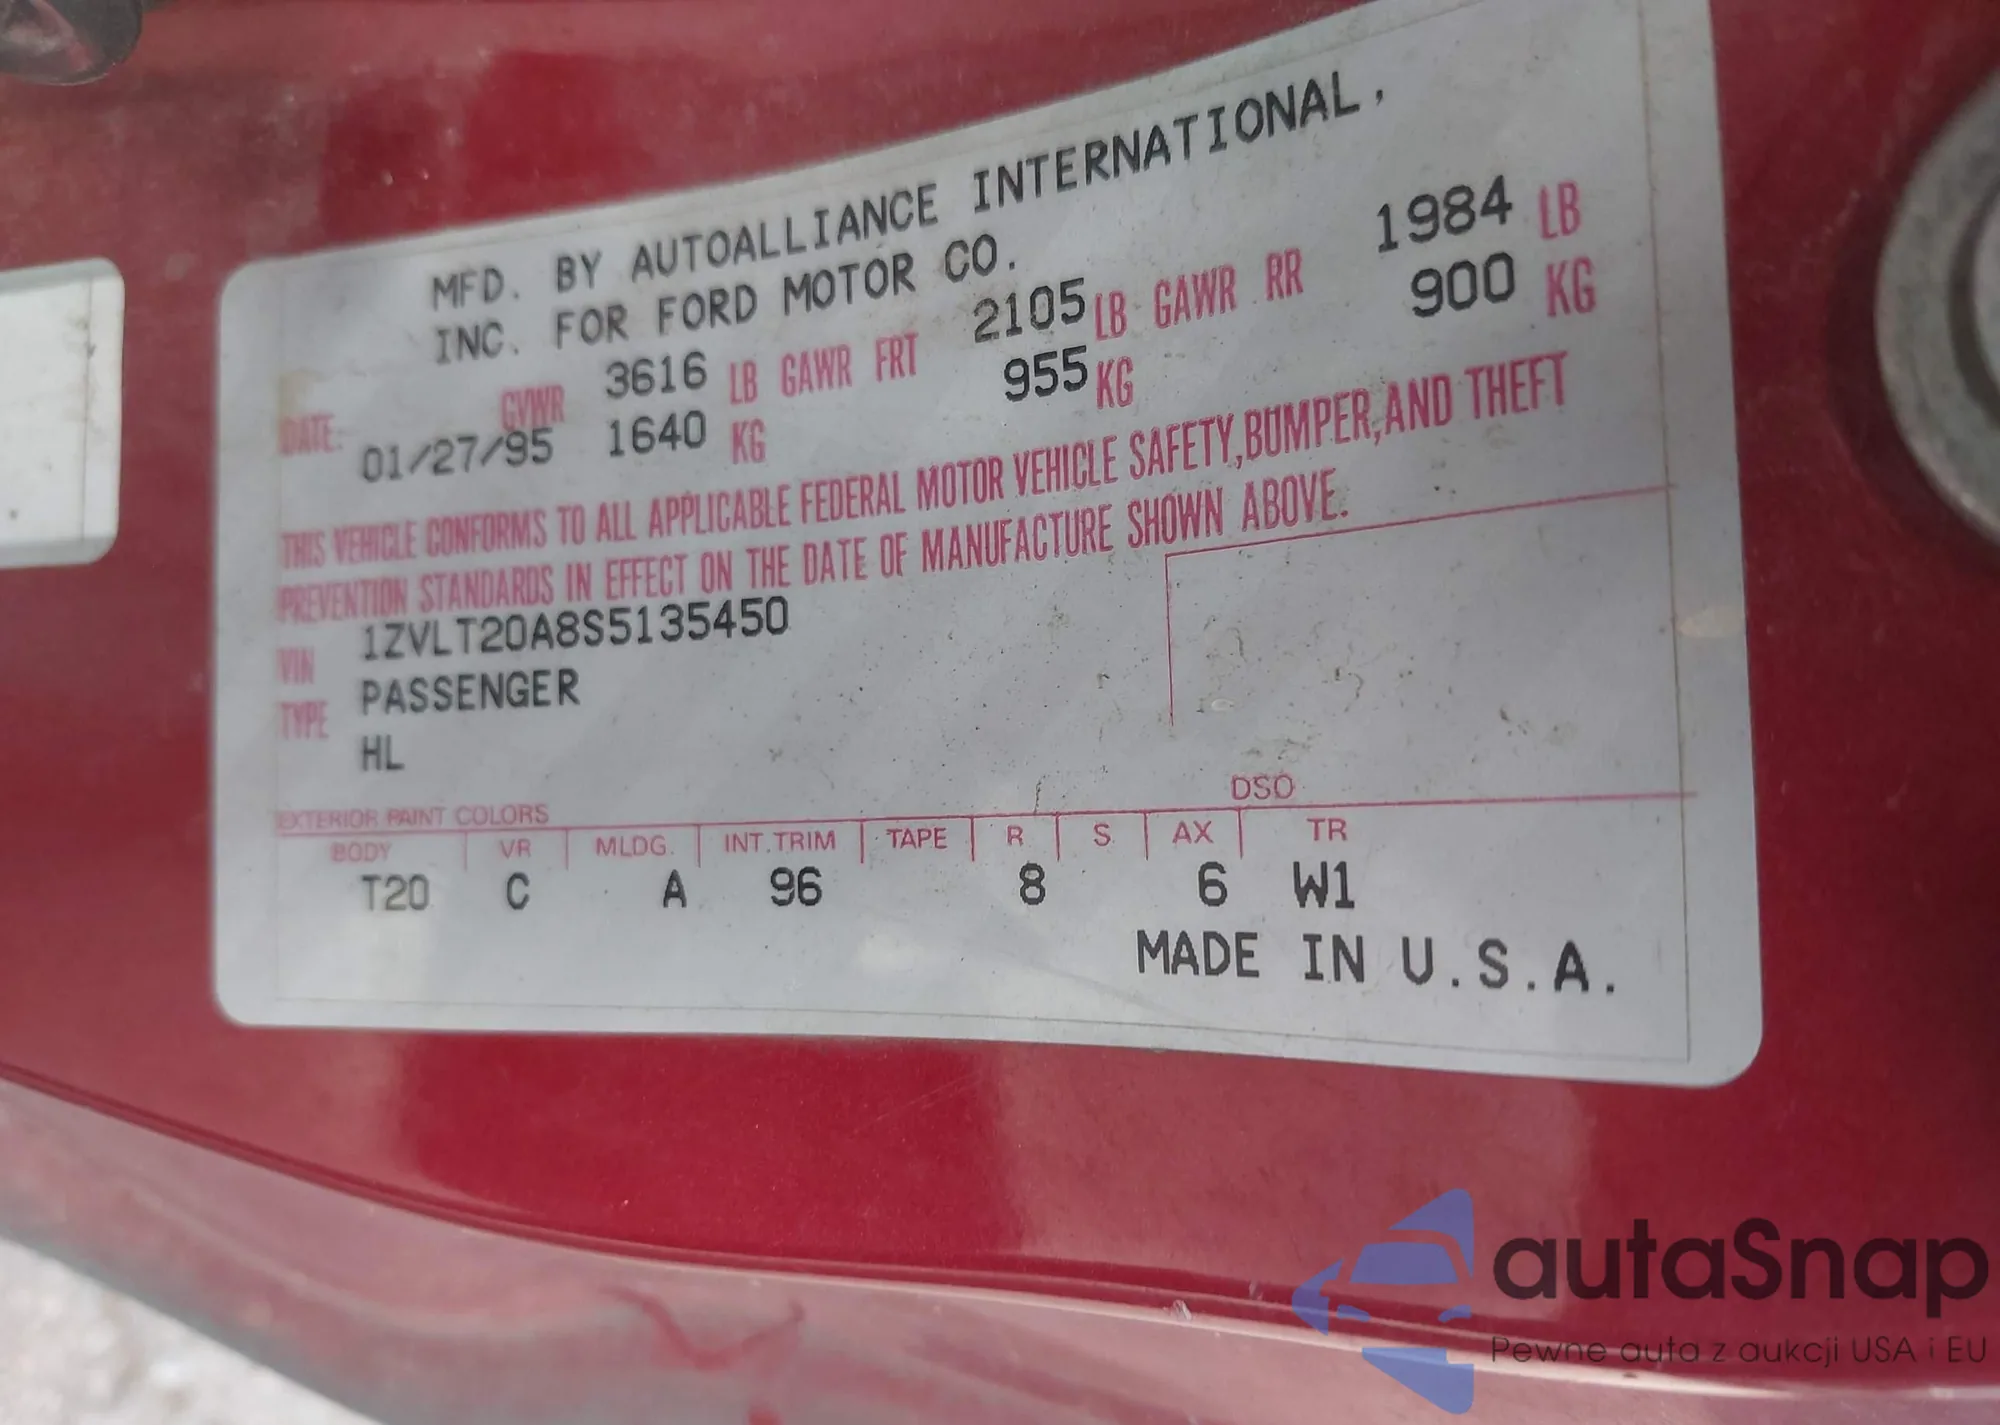 MFD. BY AUTOALLIANCE INTERNATIONAL,
INC. FOR FORD MOTOR CO.
DATE: 01/27/95 GVWR 3616 LB GAWR FRT 2105 LB GAWR RR 1984 LB
1640 KG 955 KG 900 KG
THIS VEHICLE CONFORMS TO ALL APPLICABLE FEDERAL MOTOR VEHICLE SAFETY, BUMPER, AND THEFT
PREVENTION STANDARDS IN EFFECT ON THE DATE OF MANUFACTURE SHOWN ABOVE.
VIN 1ZVLT20A8S5135450
TYPE PASSENGER
HL
DSO
EXTERIOR PAINT COLORS
BODY VR MLDG. INT. TRIM TAPE R S AX TR
T20 C A 96 8 6 W1
MADE IN U.S.A.
autaSnap
Pewne auta z aukcji USA i EU